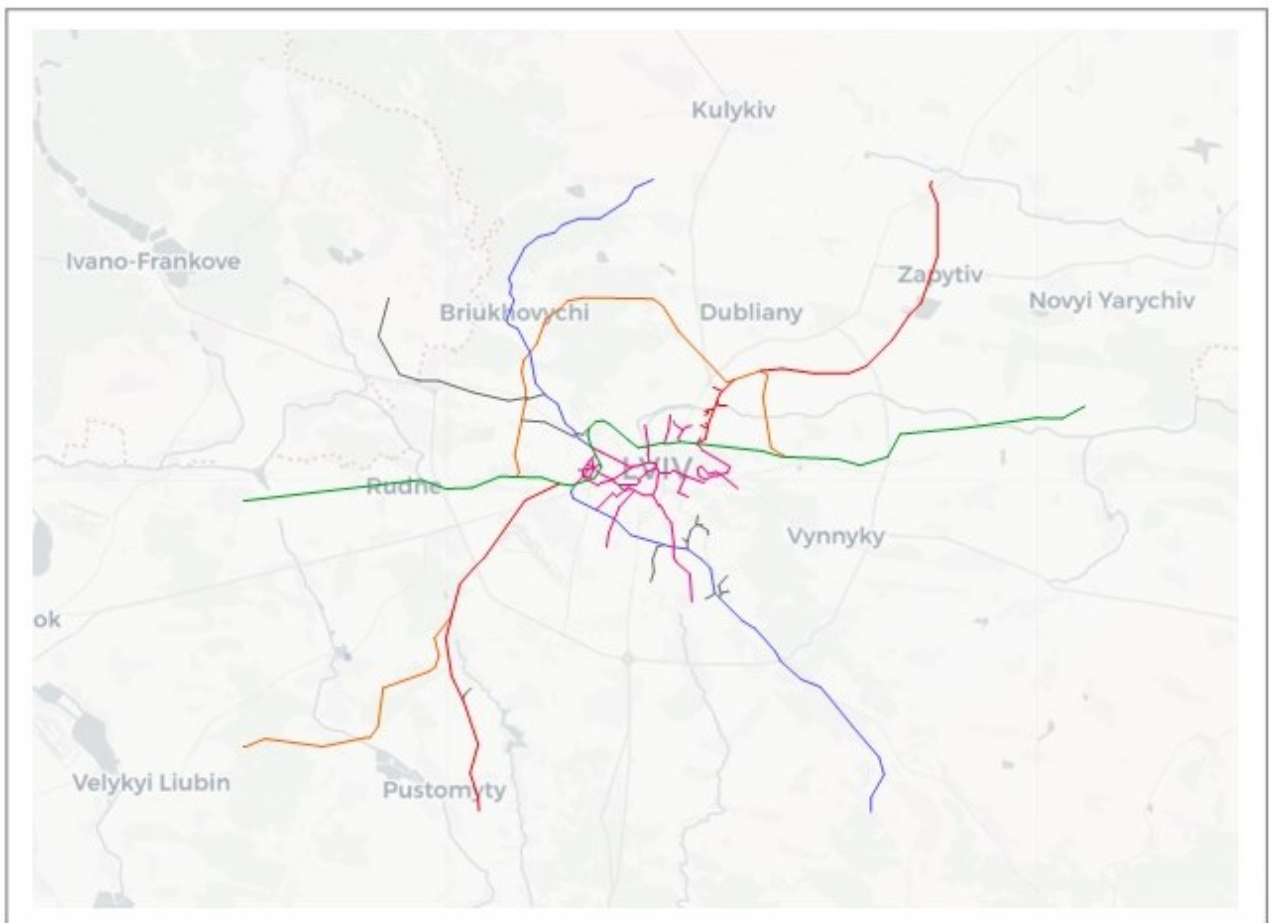 Kulykiv
Ivano-Frankove
Zapytiv
Novyi Yarychiv
Briukhovychi
Dubliany
LVIV
Rudne
Vynnyky
ok
Velykyi Liubin
Pustomyty